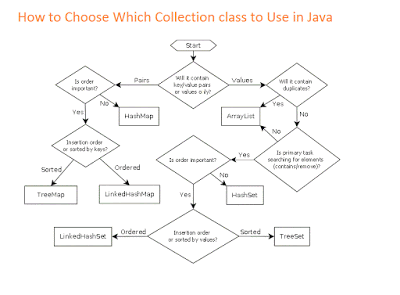 How to Choose Which Collection class to Use in Java
Start
Is order
important?
Pairs
Will it contain
key/value pairs
or values only?
Values
Will it contain
duplicates?
No
HashMap
Yes
ArrayList
Yes
No
No
Insertion order
or sorted by keys?
Is order important?
Yes
Is primary task
searching for elements
(contains/remove)?
Sorted
Ordered
No
TreeMap
LinkedHashMap
Yes
HashSet
LinkedHashSet
Ordered
Insertion order
or sorted by values?
Sorted
TreeSet